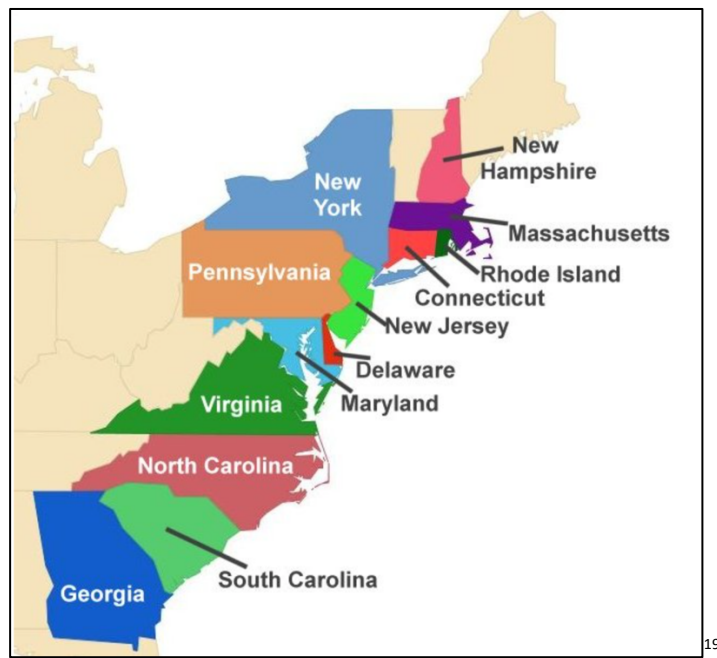 New
Hampshire
New
York
Massachusetts
Pennsylvania
Rhode Island
Connecticut
New Jersey
Delaware
Maryland
Virginia
North Carolina
South Carolina
Georgia
19